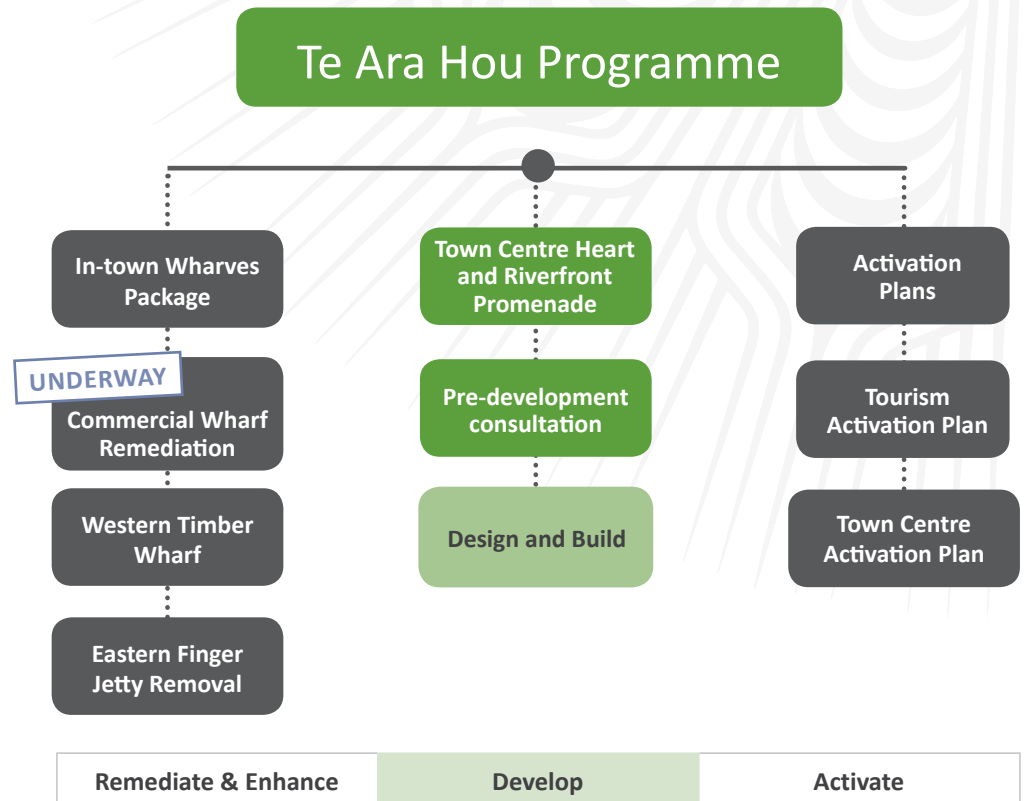 Te Ara Hou Programme
In-town Wharves
Package
UNDERWAY
Commercial Wharf
Remediation
Western Timber
Wharf
Eastern Finger
Jetty Removal
Town Centre Heart
and Riverfront
Promenade
Pre-development
consultation
Design and Build
Activation
Plans
Tourism
Activation Plan
Town Centre
Activation Plan
Remediate & Enhance
Develop
Activate